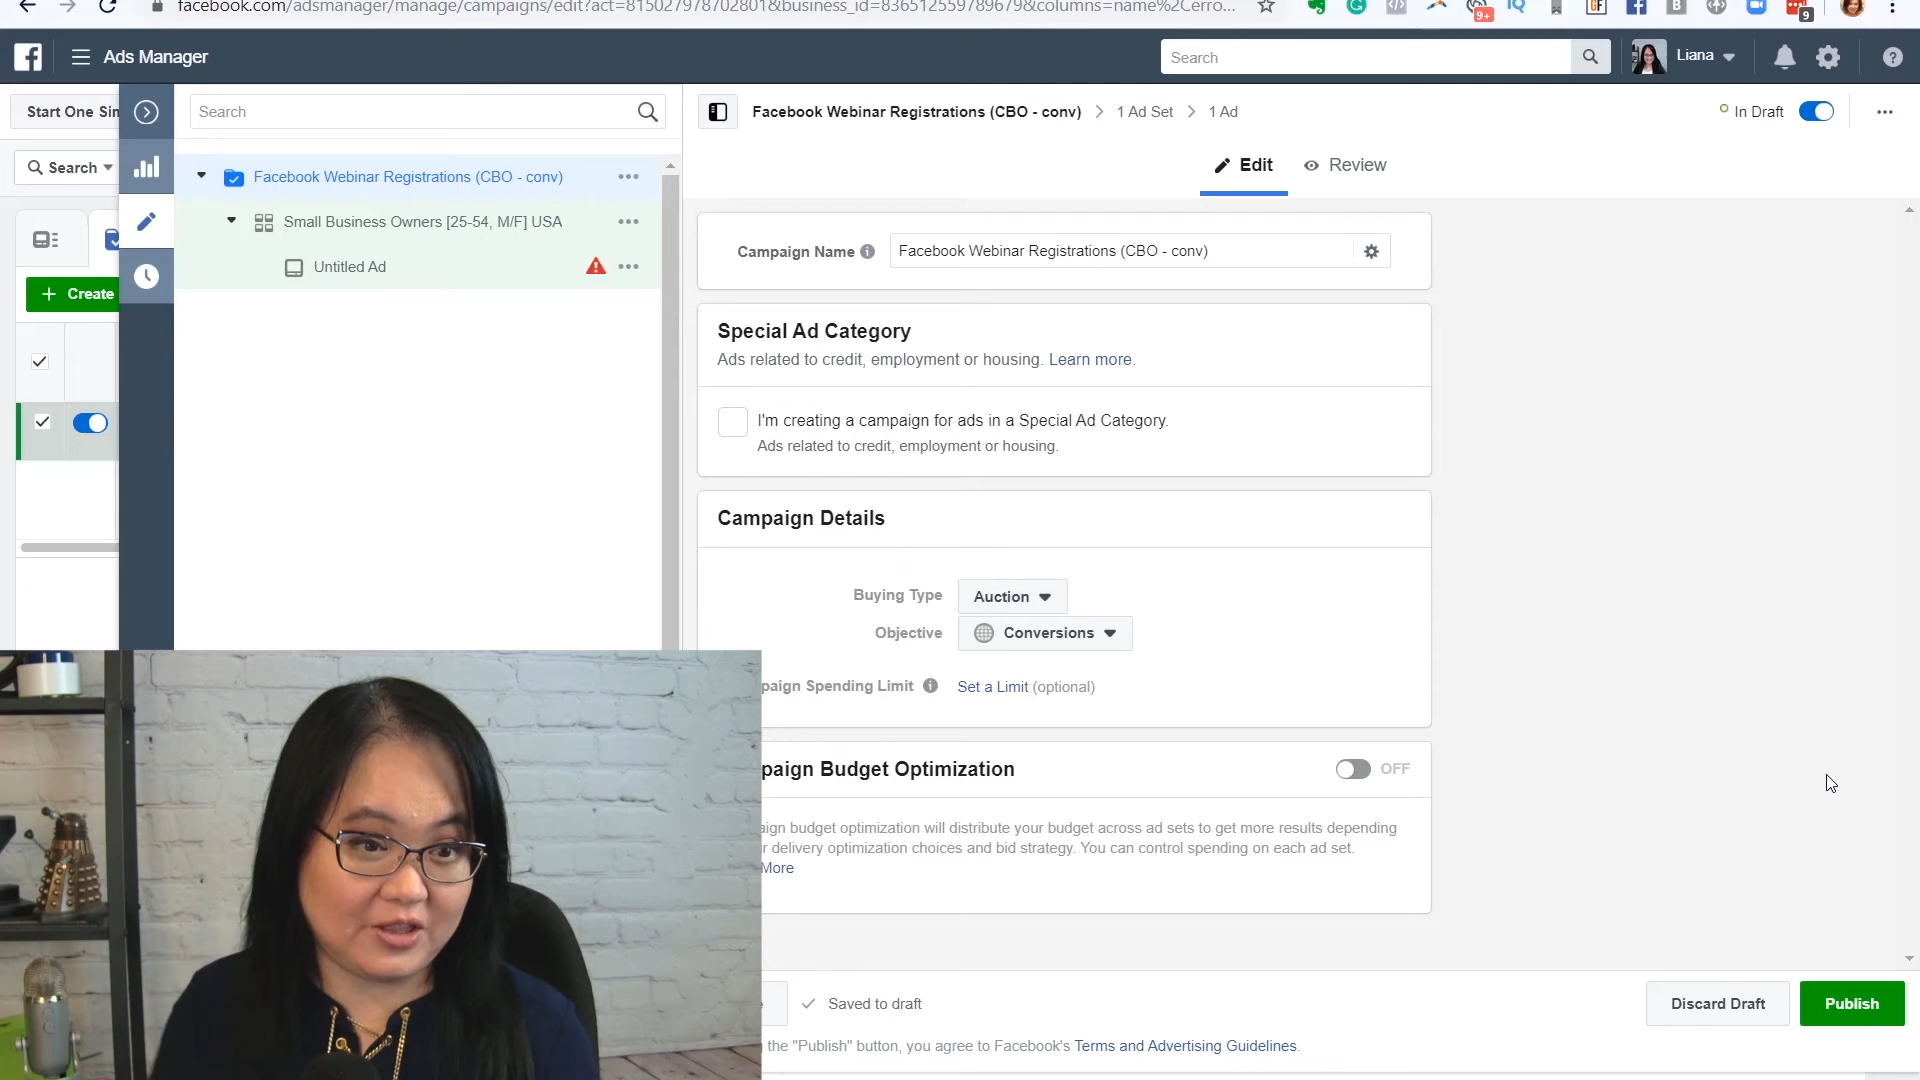 facebook.com/adsmanager/manage/campaigns/edit?act=815027978702801&business_id=836512559789679&columns=name%2Cerro...
9+
IQ
GF
B
9
Ads Manager
Search
Liana
Start One Sim
Search
Facebook Webinar Registrations (CBO - conv)
1 Ad Set
1 Ad
In Draft
Search
Edit
Review
Facebook Webinar Registrations (CBO - conv)
Small Business Owners [25-54, M/F] USA
Untitled Ad
Create
Campaign Name
Facebook Webinar Registrations (CBO - conv)
Special Ad Category
Ads related to credit, employment or housing. Learn more.
I'm creating a campaign for ads in a Special Ad Category.
Ads related to credit, employment or housing.
Campaign Details
Buying Type
Auction
Objective
Conversions
paign Spending Limit
Set a Limit (optional)
paign Budget Optimization
OFF
aign budget optimization will distribute your budget across ad sets to get more results depending
r delivery optimization choices and bid strategy. You can control spending on each ad set.
More
Saved to draft
Discard Draft
Publish
the "Publish" button, you agree to Facebook's Terms and Advertising Guidelines.